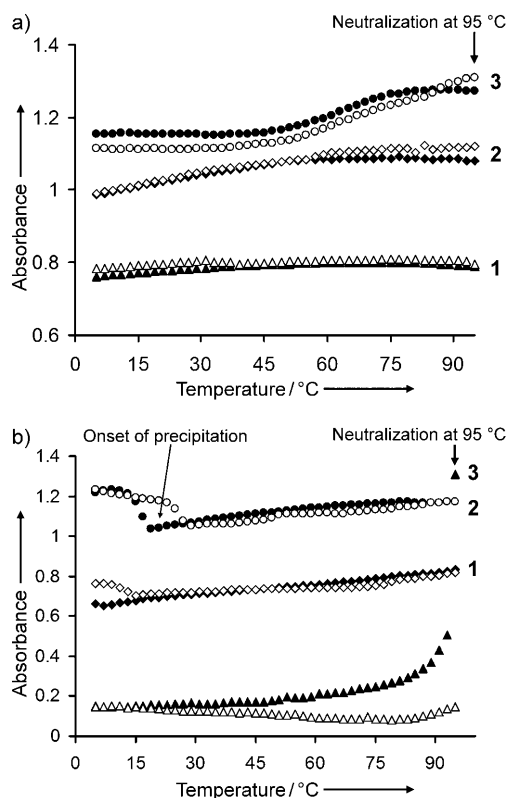 a)
Neutralization at 95 °C
1.4
3
1.2
2
1
0.8
1
0.6
Absorbance
0 15 30 45 60 75 90
Temperature / °C
b)
Onset of precipitation
Neutralization at 95 °C
1.4
3
1.2
2
1
1
0.8
0.6
0.4
0.2
0
Absorbance
0 15 30 45 60 75 90
Temperature / °C